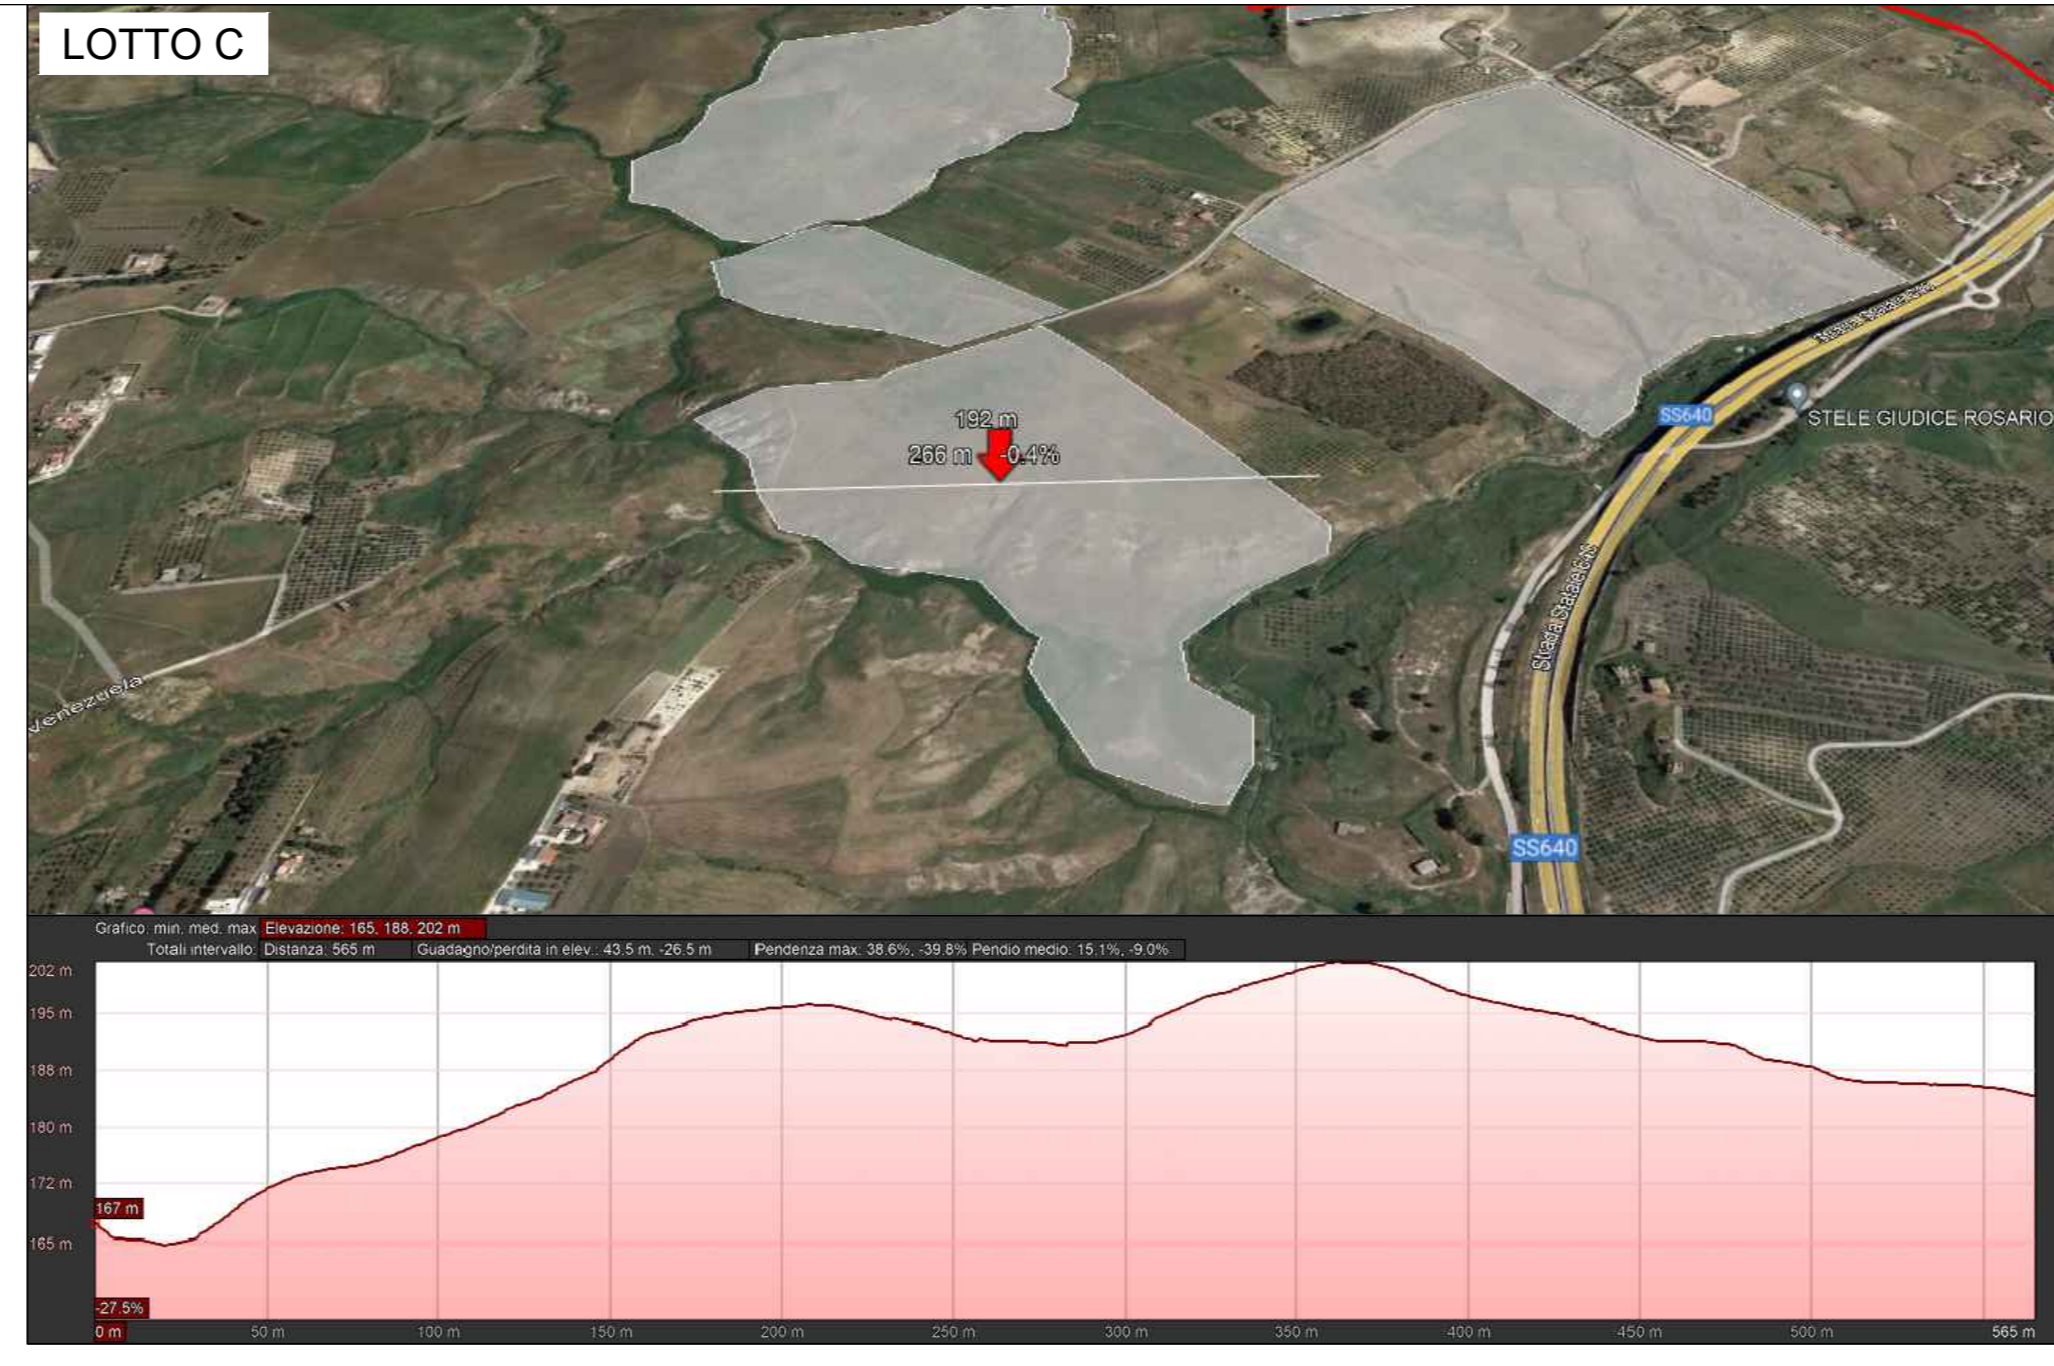 LOTTO C
192 m
266 m -0.4%
SS640
STELE GIUDICE ROSARIO
Strada Statale 640
Venezuela
SS640
Grafico: min. med. max Elevazione: 165, 188, 202 m
Totali intervallo: Distanza: 565 m Guadagno/perdita in elev.: 43.5 m, -26.5 m Pendenza max: 38.6%, -39.8% Pendio medio: 15.1%, -9.0%
202 m
195 m
188 m
180 m
172 m
167 m
165 m
-27.5%
0 m 50 m 100 m 150 m 200 m 250 m 300 m 350 m 400 m 450 m 500 m 565 m